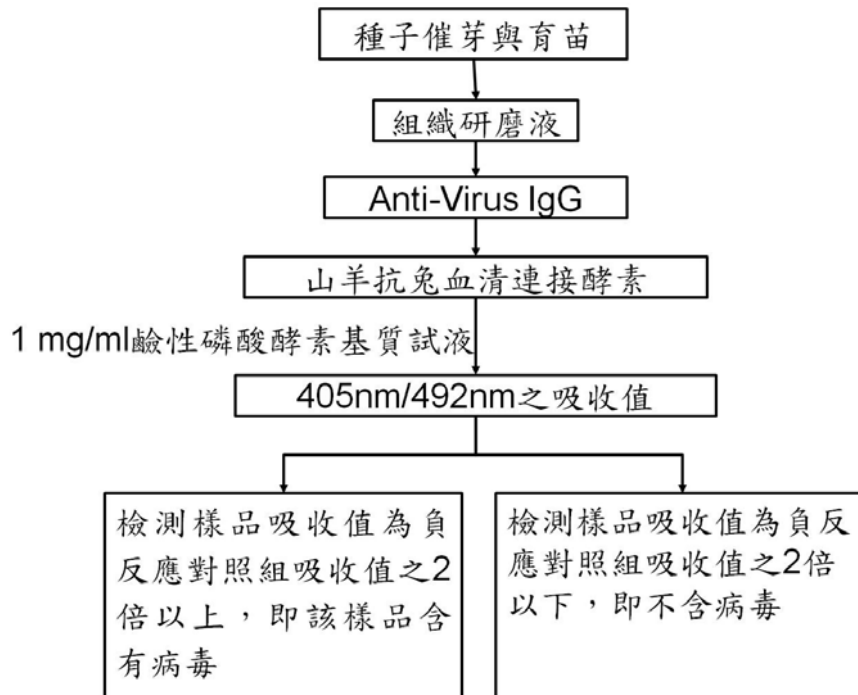 種子催芽與育苗
組織研磨液
Anti-Virus IgG
山羊抗兔血清連接酵素
1 mg/ml鹼性磷酸酵素基質試液
405nm/492nm之吸收值
檢測樣品吸收值為負
反應對照組吸收值之2
倍以上，即該樣品含
有病毒
檢測樣品吸收值為負反
應對照組吸收值之2倍
以下，即不含病毒